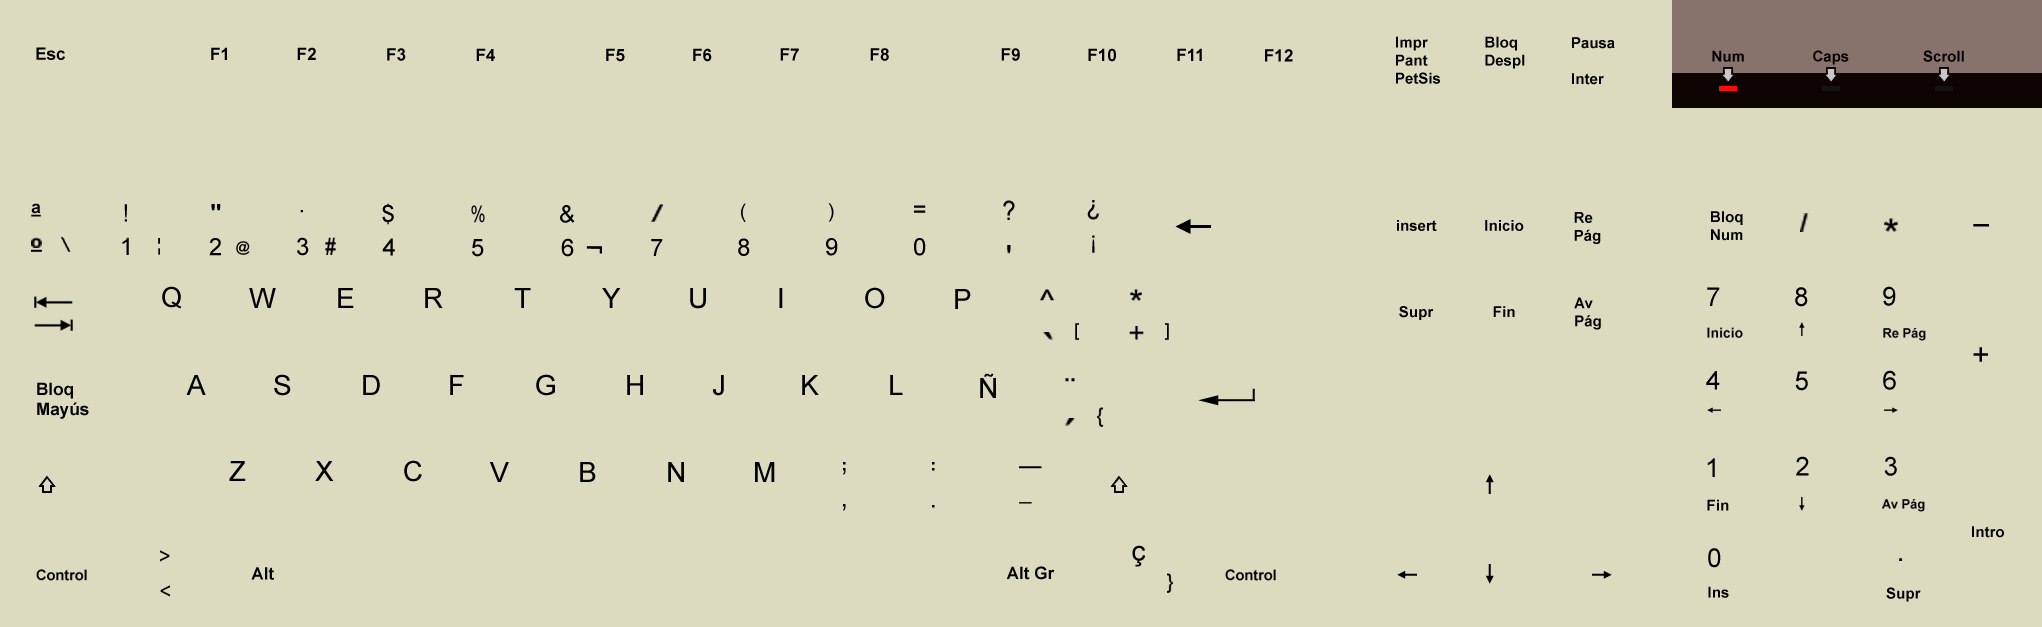 Esc F1 F2 F3 F4 F5 F6 F7 F8 F9 F10 F11 F12
Impr
Pant
PetSis
Bloq
Despl
Pausa
Inter
Num Caps Scroll
ª ! " · $ % & / ( ) = ? ¿
º \ 1 ¦ 2 @ 3 # 4 5 6 ¬ 7 8 9 0 ' ¡ ←
insert Inicio Re
Pág
Bloq
Num
/ * −
Q W E R T Y U I O P ^ *
` [ + ]
Supr Fin Av
Pág
7 8 9
Inicio ↑ Re Pág
+
Bloq
Mayús
A S D F G H J K L Ñ ¨
´ {
4 5 6
← →
Z X C V B N M ; : —
, . –
↑
1 2 3
Fin ↓ Av Pág
Intro
Control >
<
Alt Alt Gr Ç
}
Control
← ↓ →
0 .
Ins Supr